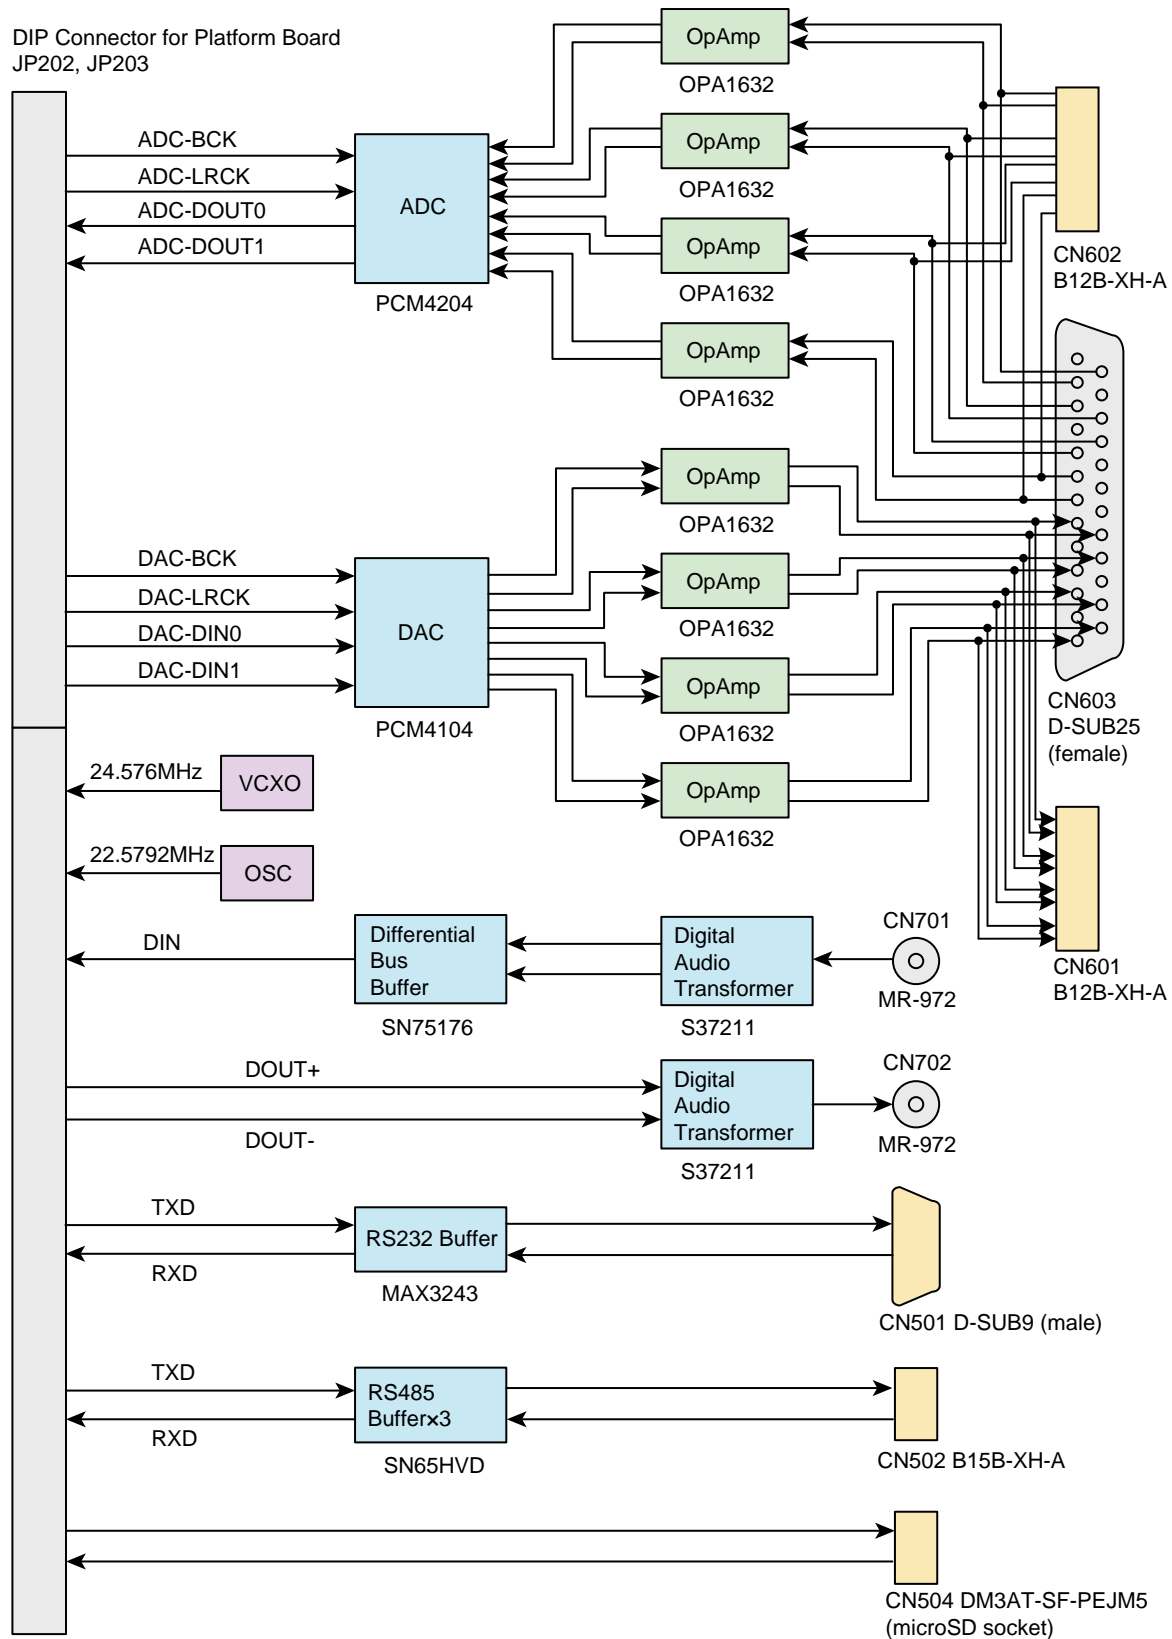 DIP Connector for Platform Board
JP202, JP203
OpAmp
OPA1632
OpAmp
OPA1632
OpAmp
OPA1632
OpAmp
OPA1632
ADC-BCK
ADC-LRCK
ADC-DOUT0
ADC-DOUT1
ADC
PCM4204
CN602
B12B-XH-A
OpAmp
OPA1632
OpAmp
OPA1632
OpAmp
OPA1632
OpAmp
OPA1632
DAC-BCK
DAC-LRCK
DAC-DIN0
DAC-DIN1
DAC
PCM4104
CN603
D-SUB25
(female)
24.576MHz
VCXO
22.5792MHz
OSC
DIN
Differential
Bus
Buffer
SN75176
Digital
Audio
Transformer
S37211
CN701
MR-972
CN601
B12B-XH-A
DOUT+
DOUT-
Digital
Audio
Transformer
S37211
CN702
MR-972
TXD
RXD
RS232 Buffer
MAX3243
CN501 D-SUB9 (male)
TXD
RXD
RS485
Buffer×3
SN65HVD
CN502 B15B-XH-A
CN504 DM3AT-SF-PEJM5
(microSD socket)